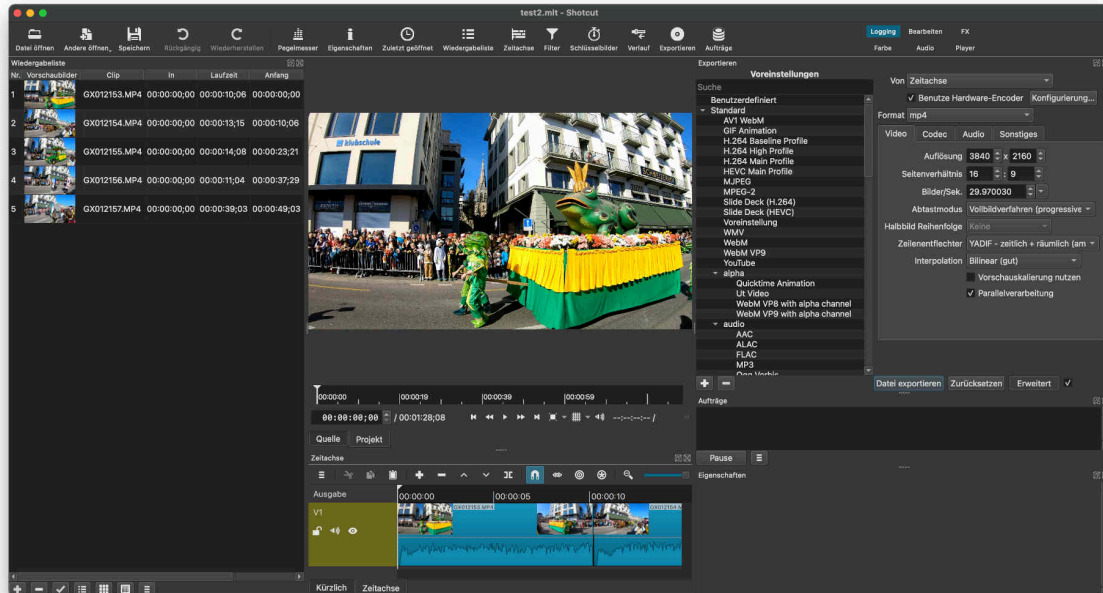 test2.mlt - Shotcut
Datei öffnen Andere öffnen... Speichern Rückgängig Wiederherstellen Pegelmesser Eigenschaften Zuletzt geöffnet Wiedergabeliste Zeitachse Filter Schlüsselbilder Verlauf Exportieren Aufträge
Logging Bearbeiten FX
Farbe Audio Player
Wiedergabeliste
Nr. Vorschaubilder Clip In Laufzeit Anfang
1 GX012153.MP4 00:00:00;00 00:00:10;06 00:00:00;00
2 GX012154.MP4 00:00:00;00 00:00:13;15 00:00:10;06
3 GX012155.MP4 00:00:00;00 00:00:14;08 00:00:23;21
4 GX012156.MP4 00:00:00;00 00:00:11;04 00:00:37;29
5 GX012157.MP4 00:00:00;00 00:00:39;03 00:00:49;03
klubschule
00:00:00 00:00:19 00:00:39 00:00:59
00:00:00;00 / 00:01:28;08 --:--:--:-- /
Quelle Projekt
Zeitachse
Ausgabe
00:00:00 00:00:05 00:00:10
V1
GX012153.MP4
GX012154.M
Kürzlich Zeitachse
Exportieren
Voreinstellungen
Suche
Benutzerdefiniert
Standard
AV1 WebM
GIF Animation
H.264 Baseline Profile
H.264 High Profile
H.264 Main Profile
HEVC Main Profile
MJPEG
MPEG-2
Slide Deck (H.264)
Slide Deck (HEVC)
Voreinstellung
WMV
WebM
WebM VP9
YouTube
alpha
Quicktime Animation
Ut Video
WebM VP8 with alpha channel
WebM VP9 with alpha channel
audio
AAC
ALAC
FLAC
MP3
Ogg Vorbis
Von Zeitachse
Benutze Hardware-Encoder Konfigurierung...
Format mp4
Video Codec Audio Sonstiges
Auflösung 3840 x 2160
Seitenverhältnis 16 : 9
Bilder/Sek. 29.970030
Abtastmodus Vollbildverfahren (progressive
Halbbild Reihenfolge Keine
Zeilenentflechter YADIF - zeitlich + räumlich (am
Interpolation Bilinear (gut)
Vorschauskalierung nutzen
Parallelverarbeitung
Datei exportieren Zurücksetzen Erweitert
Aufträge
Pause
Eigenschaften